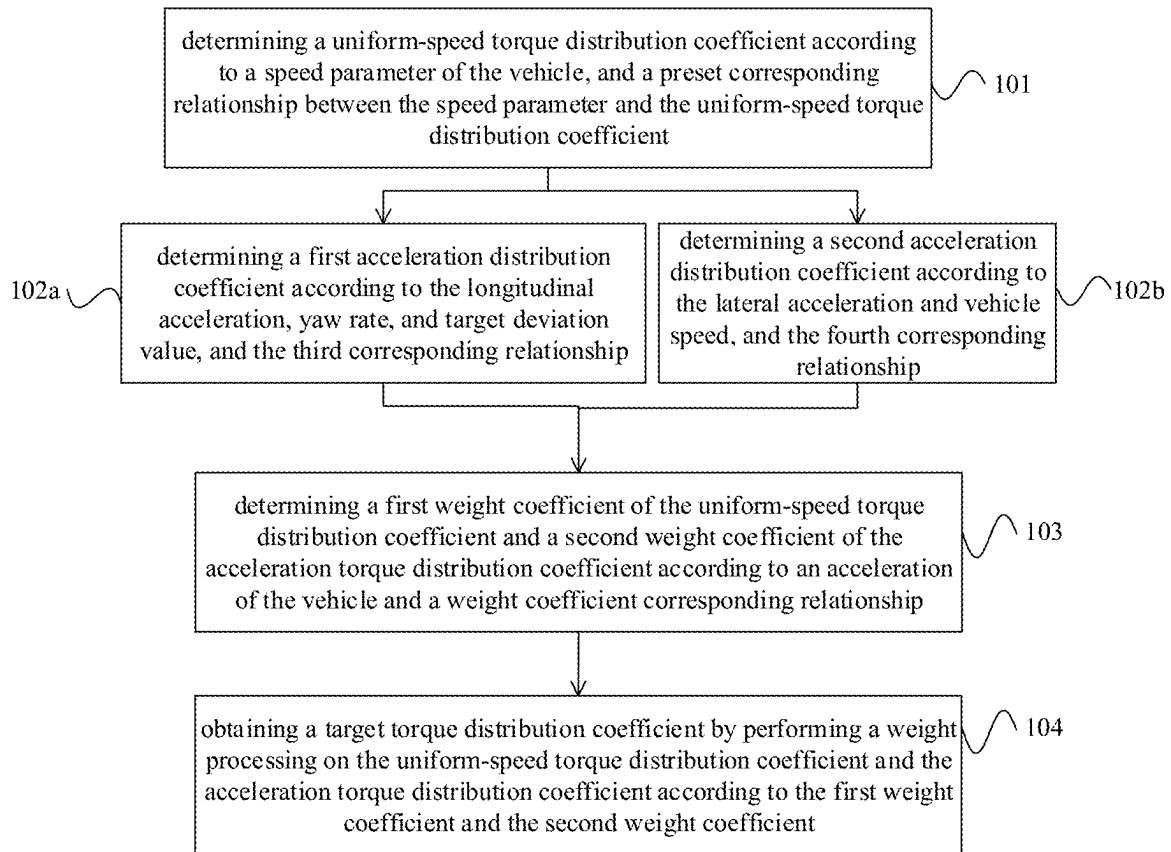 determining a uniform-speed torque distribution coefficient according
to a speed parameter of the vehicle, and a preset corresponding
relationship between the speed parameter and the uniform-speed torque
distribution coefficient
101
determining a first acceleration distribution
coefficient according to the longitudinal
acceleration, yaw rate, and target deviation
value, and the third corresponding relationship
102a
determining a second acceleration
distribution coefficient according to
the lateral acceleration and vehicle
speed, and the fourth corresponding
relationship
102b
determining a first weight coefficient of the uniform-speed torque
distribution coefficient and a second weight coefficient of the
acceleration torque distribution coefficient according to an acceleration
of the vehicle and a weight coefficient corresponding relationship
103
obtaining a target torque distribution coefficient by performing a weight
processing on the uniform-speed torque distribution coefficient and the
acceleration torque distribution coefficient according to the first weight
coefficient and the second weight coefficient
104